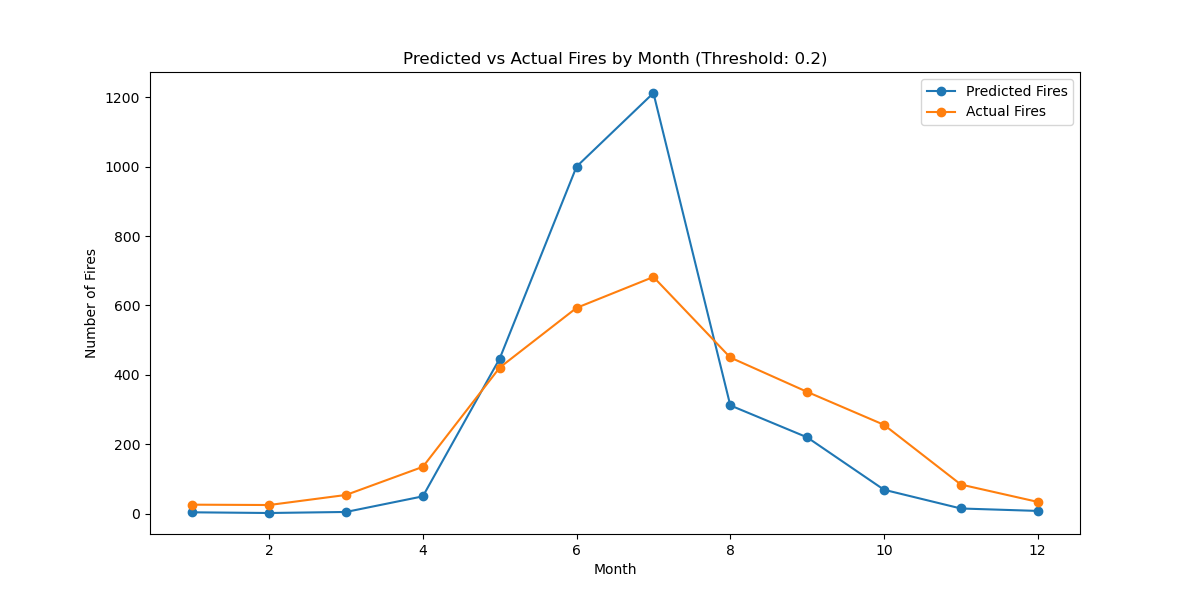 Predicted vs Actual Fires by Month (Threshold: 0.2)
Predicted Fires
Actual Fires
Number of Fires
1200
1000
800
600
400
200
0
2
4
6
8
10
12
Month